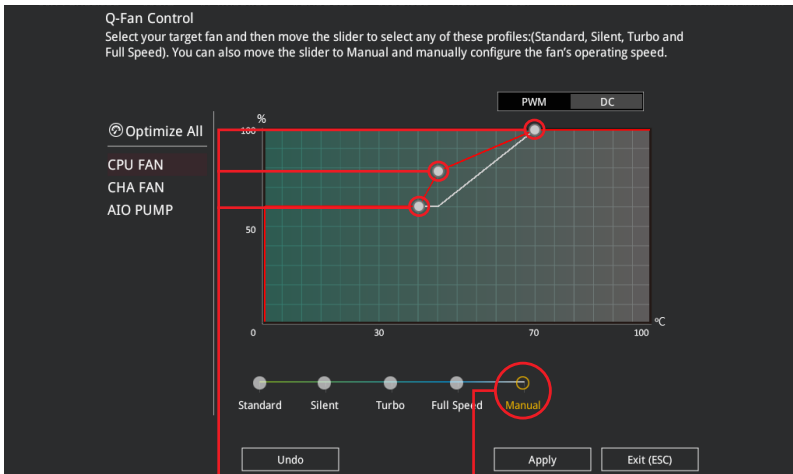 Q-Fan Control
Select your target fan and then move the slider to select any of these profiles:(Standard, Silent, Turbo and
Full Speed). You can also move the slider to Manual and manually configure the fan's operating speed.
PWM DC
%
Optimize All
CPU FAN
CHA FAN
AIO PUMP
100
50
0 30 70 100 ºC
Standard Silent Turbo Full Speed Manual
Undo Apply Exit (ESC)